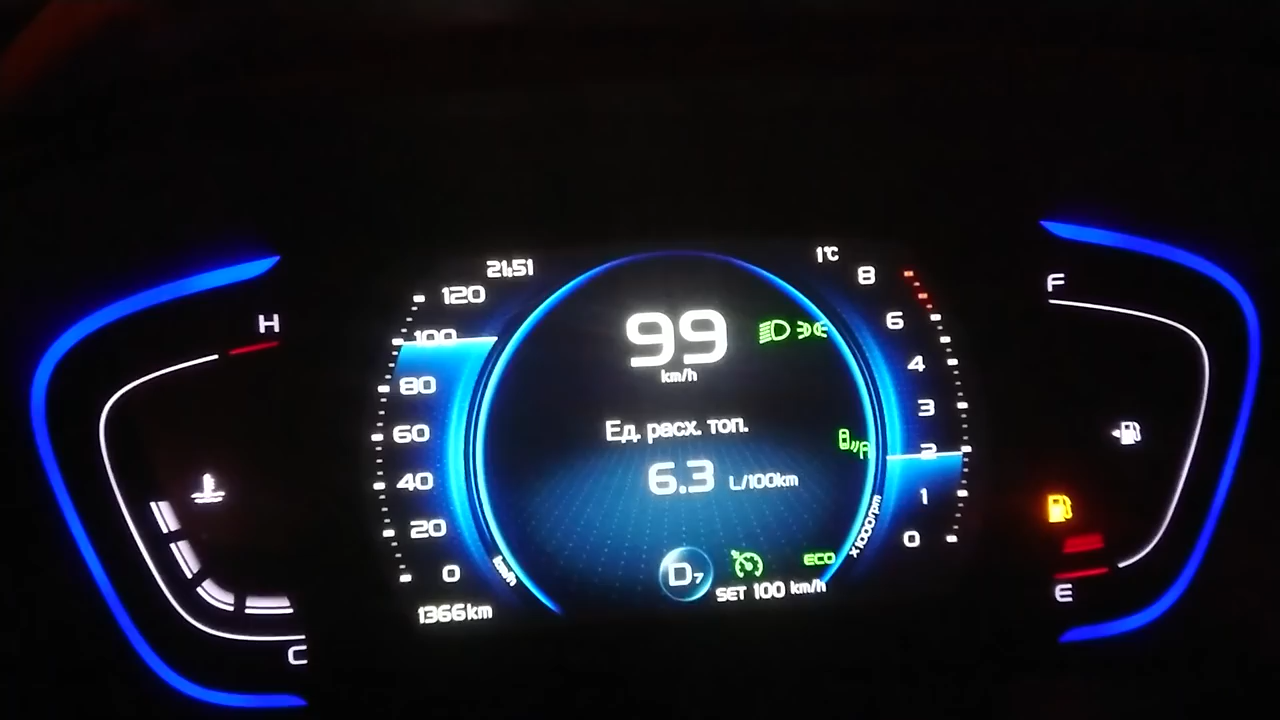 H
C
21:51
1°C
120
100
80
60
40
20
0
km/h
1366km
99
km/h
Ед. расх. топ.
6.3 L/100km
D7
ECO
SET 100 km/h
8
6
4
3
2
1
0
x1000rpm
F
E